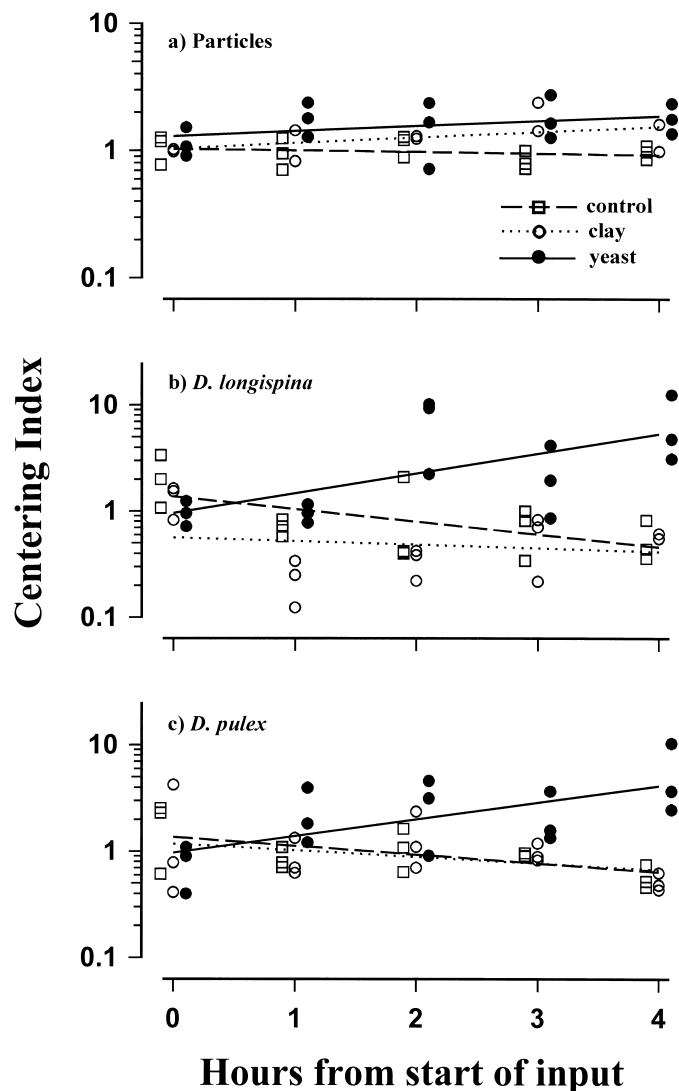 10
a) Particles
1
control
clay
yeast
0.1
Centering Index
b) D. longispina
10
1
0.1
c) D. pulex
10
1
0.1
0 1 2 3 4
Hours from start of input